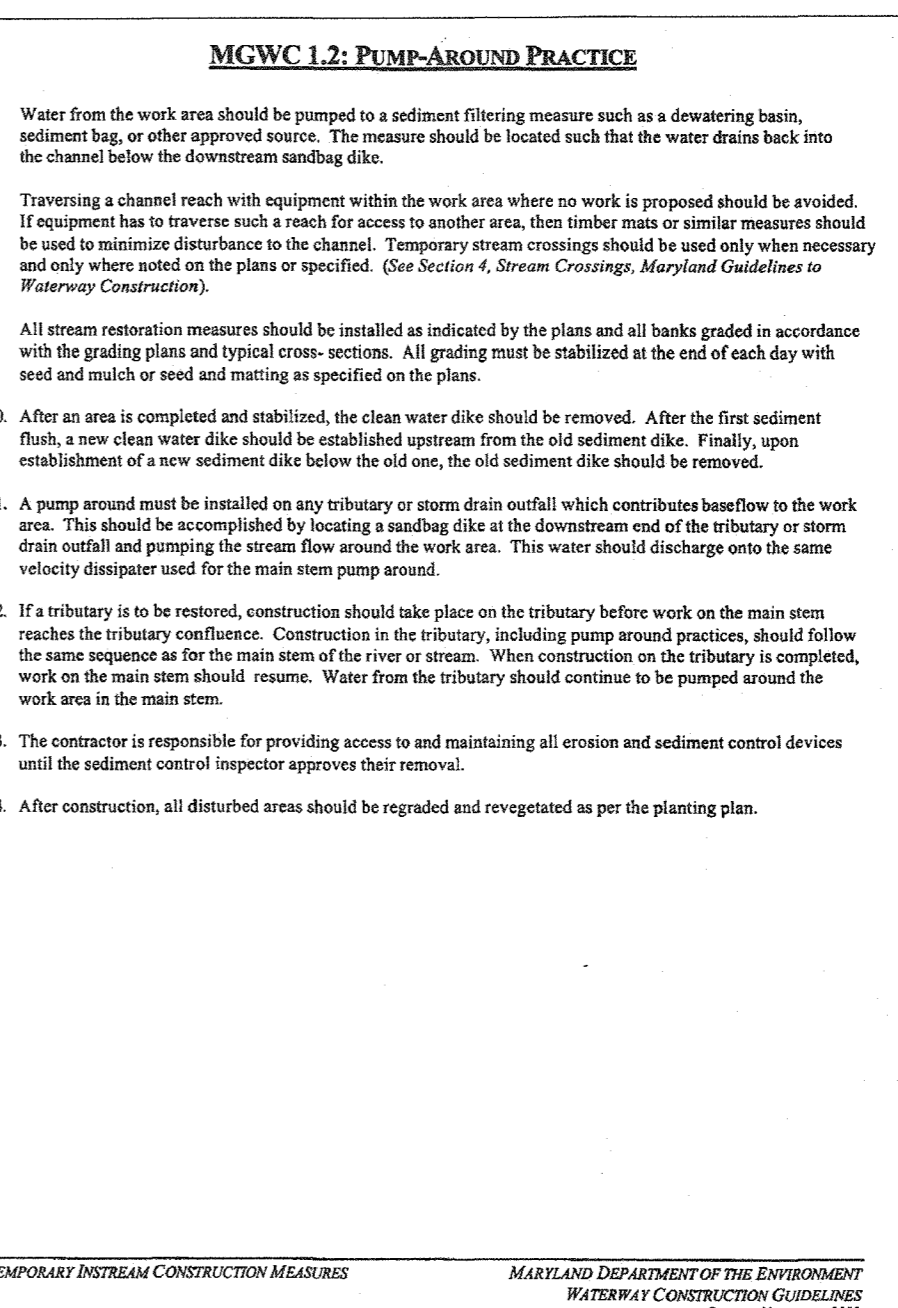 MGWC 1.2: PUMP-AROUND PRACTICE
Water from the work area should be pumped to a sediment filtering measure such as a dewatering basin,
sediment bag, or other approved source. The measure should be located such that the water drains back into
the channel below the downstream sandbag dike.
Traversing a channel reach with equipment within the work area where no work is proposed should be avoided.
If equipment has to traverse such a reach for access to another area, then timber mats or similar measures should
be used to minimize disturbance to the channel. Temporary stream crossings should be used only when necessary
and only where noted on the plans or specified. (See Section 4, Stream Crossings, Maryland Guidelines to
Waterway Construction).
All stream restoration measures should be installed as indicated by the plans and all banks graded in accordance
with the grading plans and typical cross- sections. All grading must be stabilized at the end of each day with
seed and mulch or seed and matting as specified on the plans.
0. After an area is completed and stabilized, the clean water dike should be removed. After the first sediment
flush, a new clean water dike should be established upstream from the old sediment dike. Finally, upon
establishment of a new sediment dike below the old one, the old sediment dike should be removed.
1. A pump around must be installed on any tributary or storm drain outfall which contributes baseflow to the work
area. This should be accomplished by locating a sandbag dike at the downstream end of the tributary or storm
drain outfall and pumping the stream flow around the work area. This water should discharge onto the same
velocity dissipater used for the main stem pump around.
2. If a tributary is to be restored, construction should take place on the tributary before work on the main stem
reaches the tributary confluence. Construction in the tributary, including pump around practices, should follow
the same sequence as for the main stem of the river or stream. When construction on the tributary is completed,
work on the main stem should resume. Water from the tributary should continue to be pumped around the
work area in the main stem.
3. The contractor is responsible for providing access to and maintaining all erosion and sediment control devices
until the sediment control inspector approves their removal.
4. After construction, all disturbed areas should be regraded and revegetated as per the planting plan.
EMPORARY INSTREAM CONSTRUCTION MEASURES
MARYLAND DEPARTMENT OF THE ENVIRONMENT
WATERWAY CONSTRUCTION GUIDELINES